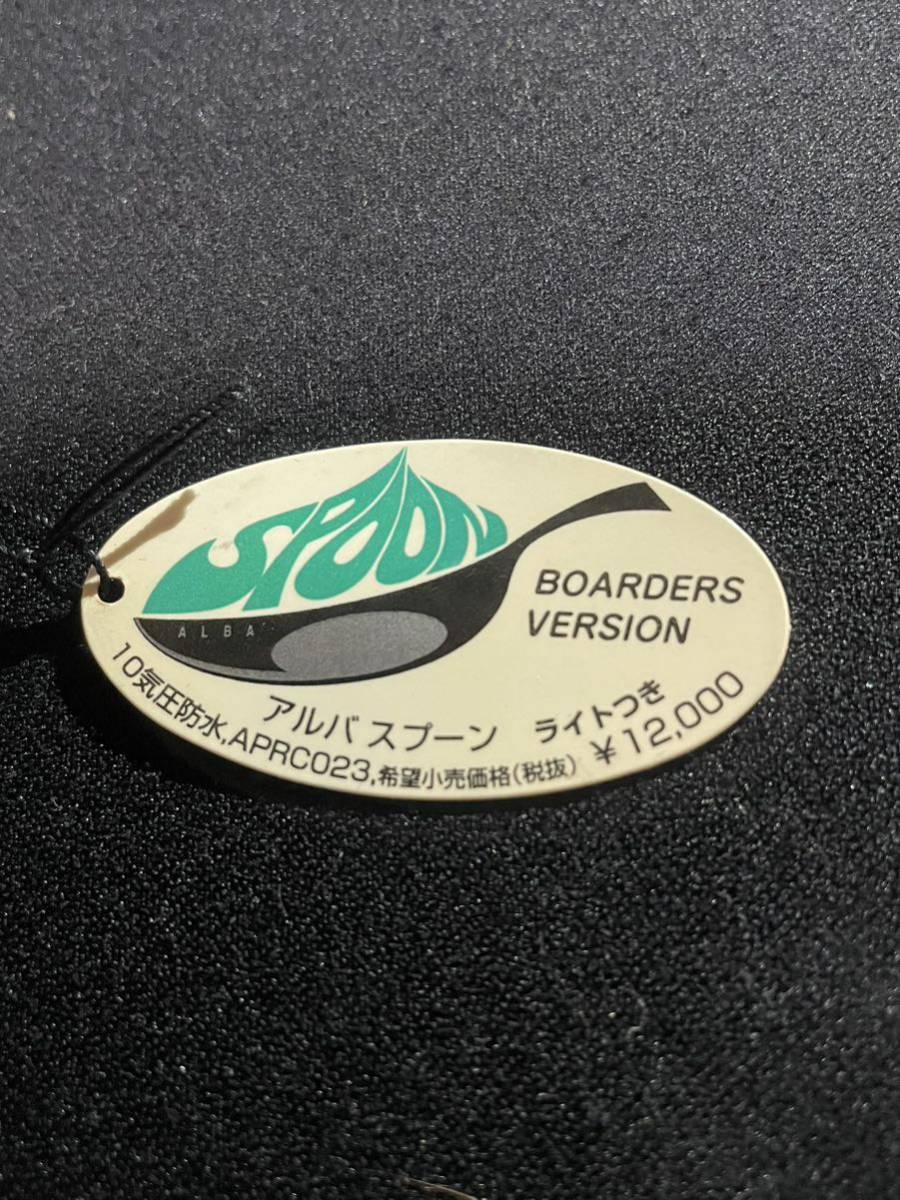 SPOON
ALBA
BOARDERS
VERSION
アルバ スプーン ライトつき
10気圧防水,APRC023,希望小売価格(税抜) ¥12,000